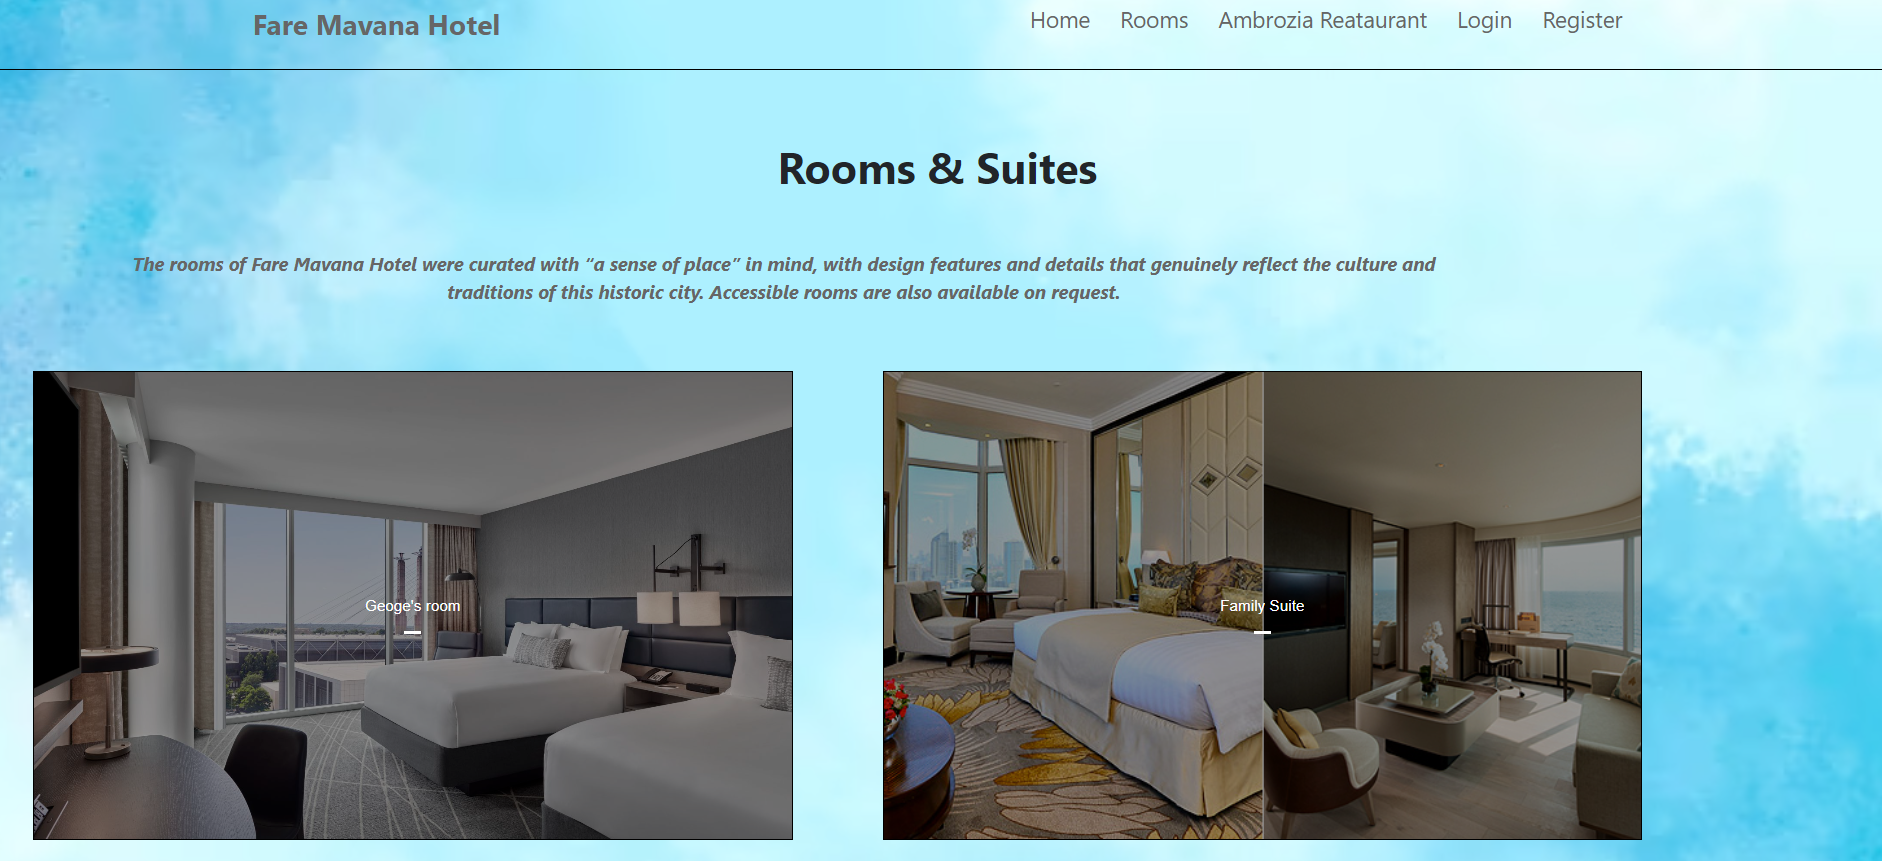 Fare Mavana Hotel
Home Rooms Ambrozia Reataurant Login Register
Rooms & Suites
The rooms of Fare Mavana Hotel were curated with “a sense of place” in mind, with design features and details that genuinely reflect the culture and
traditions of this historic city. Accessible rooms are also available on request.
Geoge's room
Family Suite